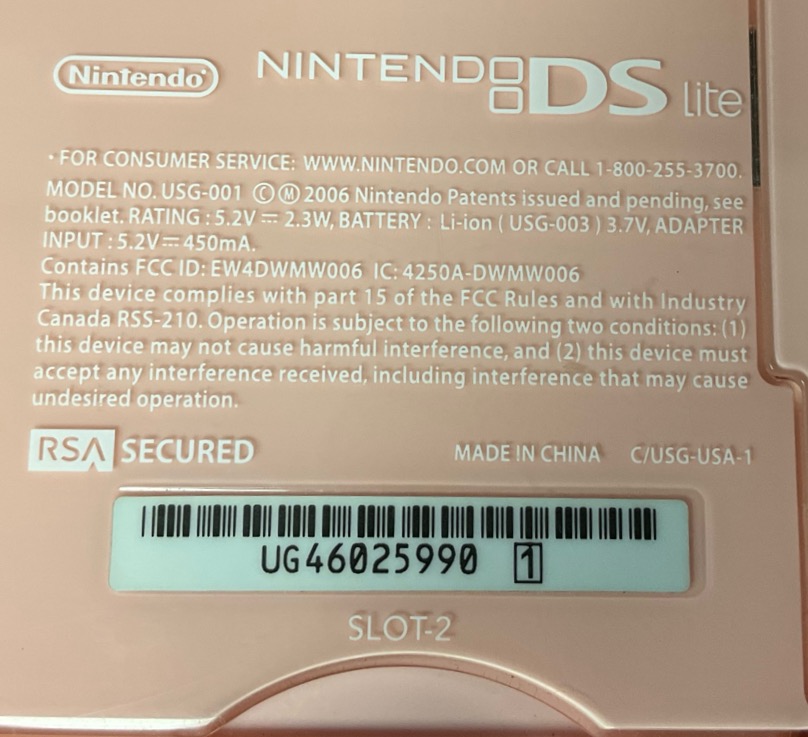 Nintendo® NINTENDO DS Lite
· FOR CONSUMER SERVICE: WWW.NINTENDO.COM OR CALL 1-800-255-3700.
MODEL NO. USG-001 ⒸⓂ 2006 Nintendo Patents issued and pending, see
booklet. RATING : 5.2V⎓ 2.3W, BATTERY : Li-ion ( USG-003 ) 3.7V, ADAPTER
INPUT : 5.2V⎓450mA.
Contains FCC ID: EW4DWMW006 IC: 4250A-DWMW006
This device complies with part 15 of the FCC Rules and with Industry
Canada RSS-210. Operation is subject to the following two conditions: (1)
this device may not cause harmful interference, and (2) this device must
accept any interference received, including interference that may cause
undesired operation.
RSA SECURED MADE IN CHINA C/USG-USA-1
UG46025990 1
SLOT-2